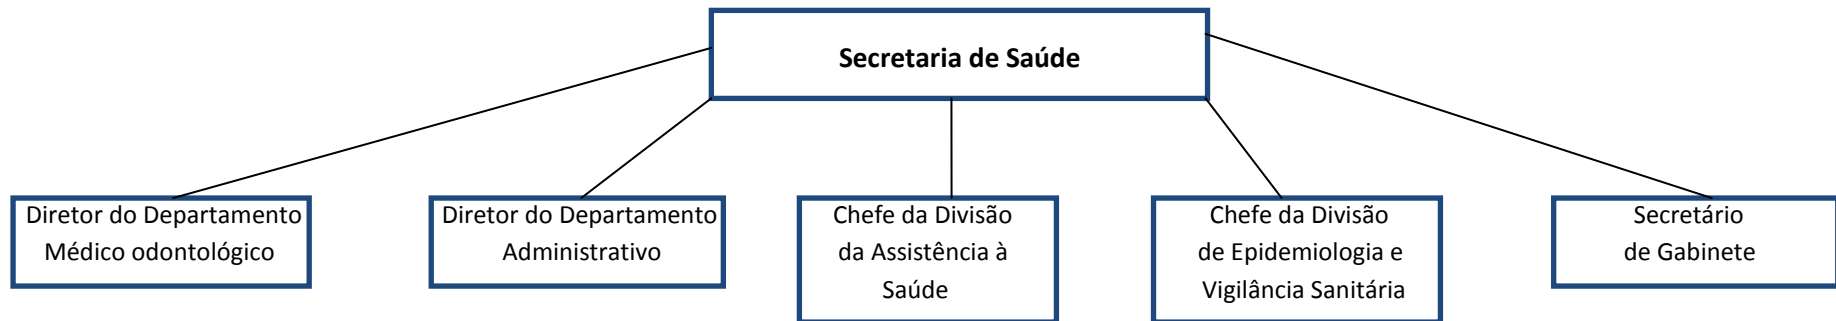 Secretaria de Saúde
Diretor do Departamento
Médico odontológico
Diretor do Departamento
Administrativo
Chefe da Divisão
da Assistência à
Saúde
Chefe da Divisão
de Epidemiologia e
Vigilância Sanitária
Secretário
de Gabinete